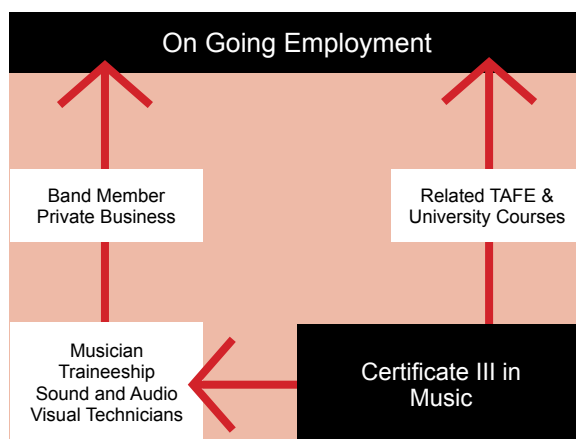 On Going Employment
Band Member
Private Business
Related TAFE &
University Courses
Musician
Traineeship
Sound and Audio
Visual Technicians
Certificate III in
Music